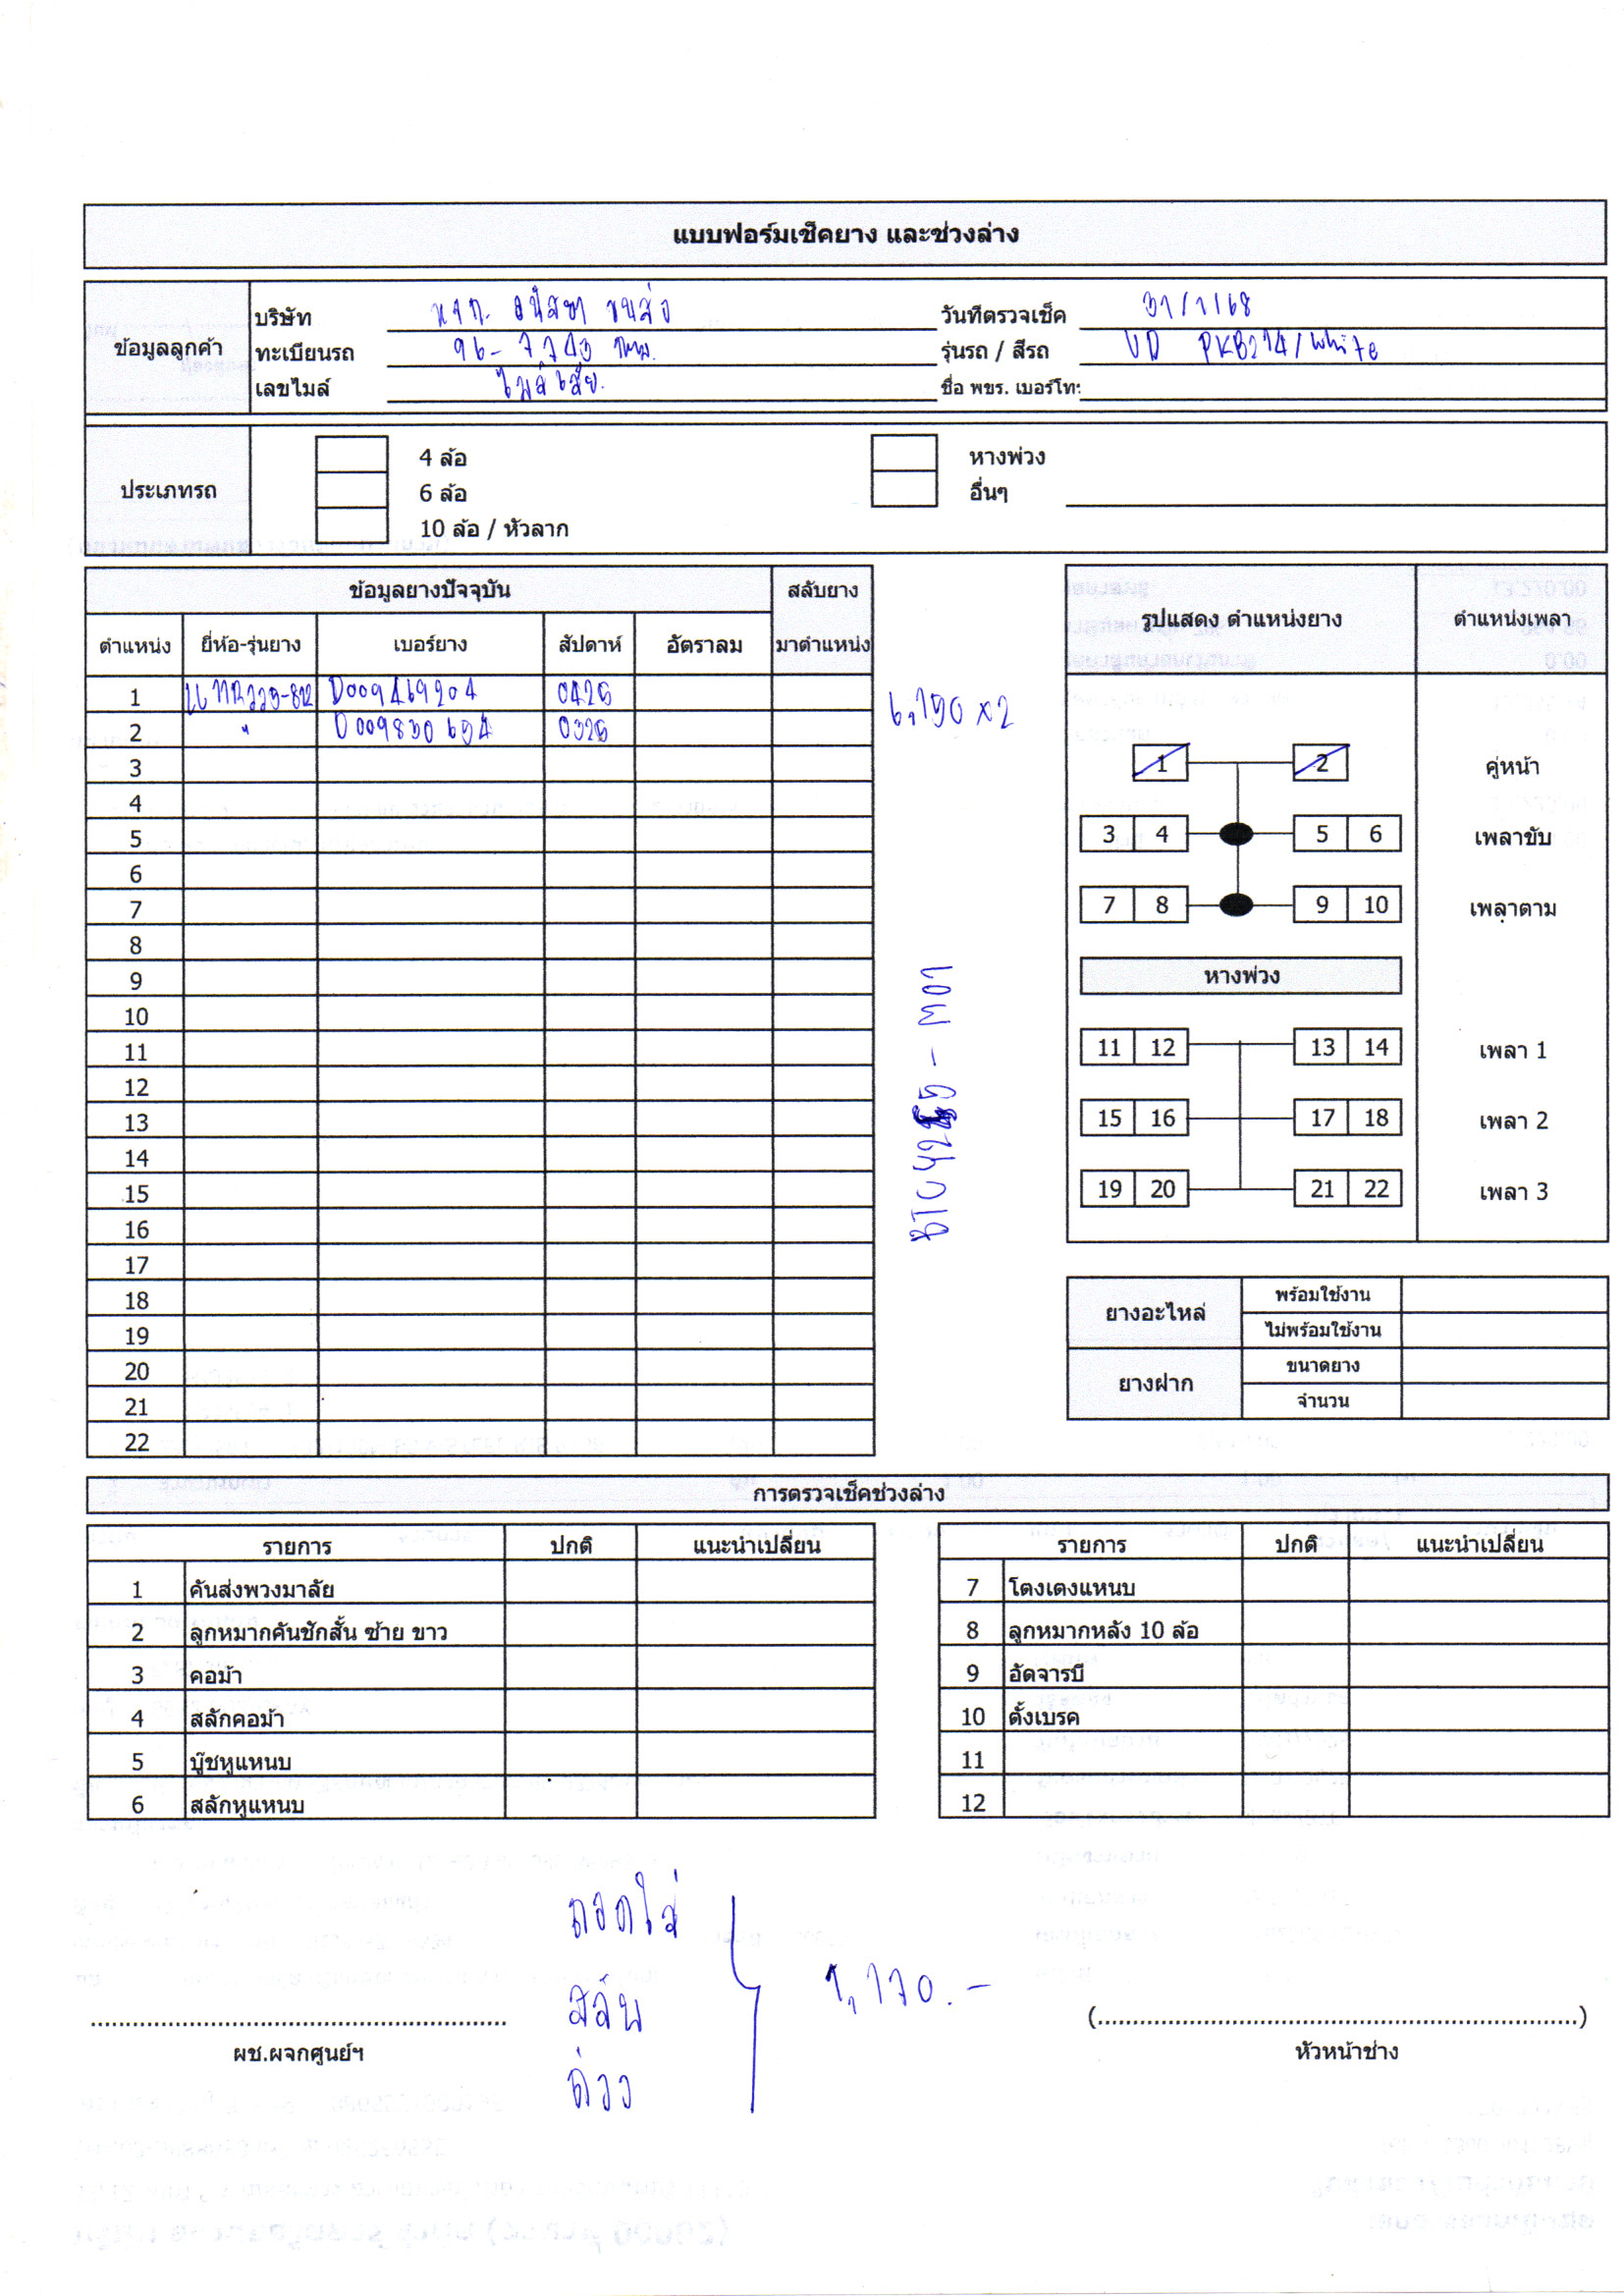 แบบฟอร์มเช็คยาง และช่วงล่าง
ข้อมูลลูกค้า
บริษัท หจก. ขนส่ง วันที่ตรวจเช็ค 31/1/68
ทะเบียนรถ รุ่นรถ / สีรถ UD /white
เลขไมล์ ไมล์เสีย. ชื่อ พขร. เบอร์โท:
ประเภทรถ
4 ล้อ หางพ่วง
6 ล้อ อื่นๆ
10 ล้อ / หัวลาก
ข้อมูลยางปัจจุบัน สลับยาง
ตำแหน่ง ยี่ห้อ-รุ่นยาง เบอร์ยาง สัปดาห์ อัตราลม มาตำแหน่ง
1 D009469204 0425
2 " 0325
3
4
5
6
7
8
9
10
11
12
13
14
15
16
17
18
19
20
21
22
6,190 x2
รูปแสดง ตำแหน่งยาง ตำแหน่งเพลา
1 2 คู่หน้า
3 4 5 6 เพลาขับ
7 8 9 10 เพลาตาม
หางพ่วง
11 12 13 14 เพลา 1
15 16 17 18 เพลา 2
19 20 21 22 เพลา 3
ยางอะไหล่ พร้อมใช้งาน
ไม่พร้อมใช้งาน
ยางฝาก ขนาดยาง
จำนวน
การตรวจเช็คช่วงล่าง
รายการ ปกติ แนะนำเปลี่ยน
1 คันส่งพวงมาลัย
2 ลูกหมากคันชักสั้น ซ้าย ขาว
3 คอม้า
4 สลักคอม้า
5 บู๊ชหูแหนบ
6 สลักหูแหนบ
รายการ ปกติ แนะนำเปลี่ยน
7 โตงเตงแหนบ
8 ลูกหมากหลัง 10 ล้อ
9 อัดจารบี
10 ตั้งเบรค
11
12
ถอดใส่
สลับ
ถ่วง
1,170.-
ผช.ผจกศูนย์ฯ
(..........)
หัวหน้าช่าง